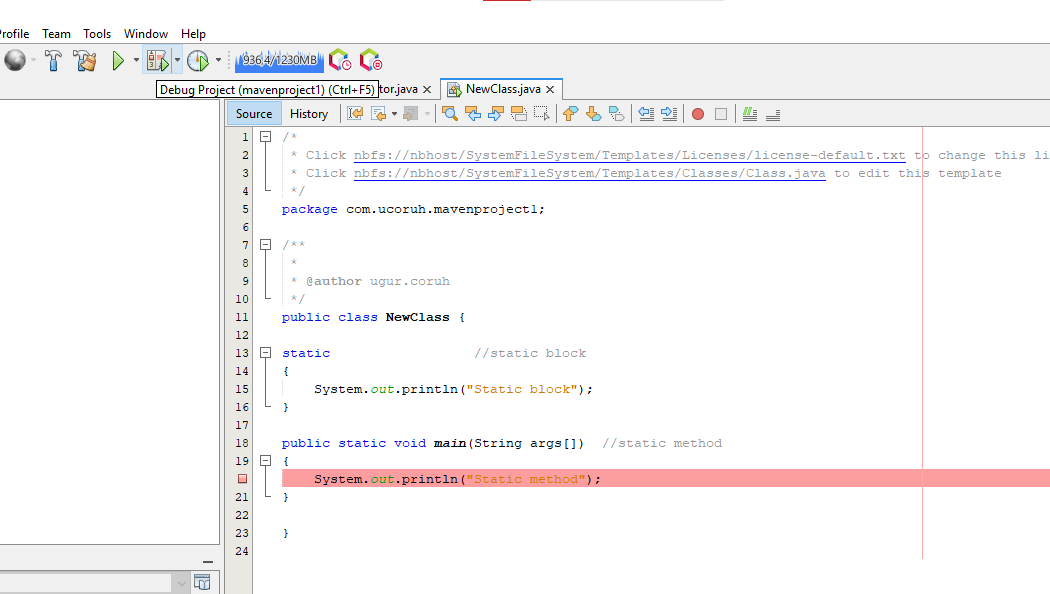 Profile Team Tools Window Help
936,4/1230MB
Debug Project (mavenproject1) (Ctrl+F5) tor.java NewClass.java
Source History
1 /*
2 * Click nbfs://nbhost/SystemFileSystem/Templates/Licenses/license-default.txt to change this li
3 * Click nbfs://nbhost/SystemFileSystem/Templates/Classes/Class.java to edit this template
4 */
5 package com.ucoruh.mavenproject1;
6
7 /**
8 *
9 * @author ugur.coruh
10 */
11 public class NewClass {
12
13 static //static block
14 {
15 System.out.println("Static block");
16 }
17
18 public static void main(String args[]) //static method
19 {
System.out.println("Static method");
21 }
22
23 }
24